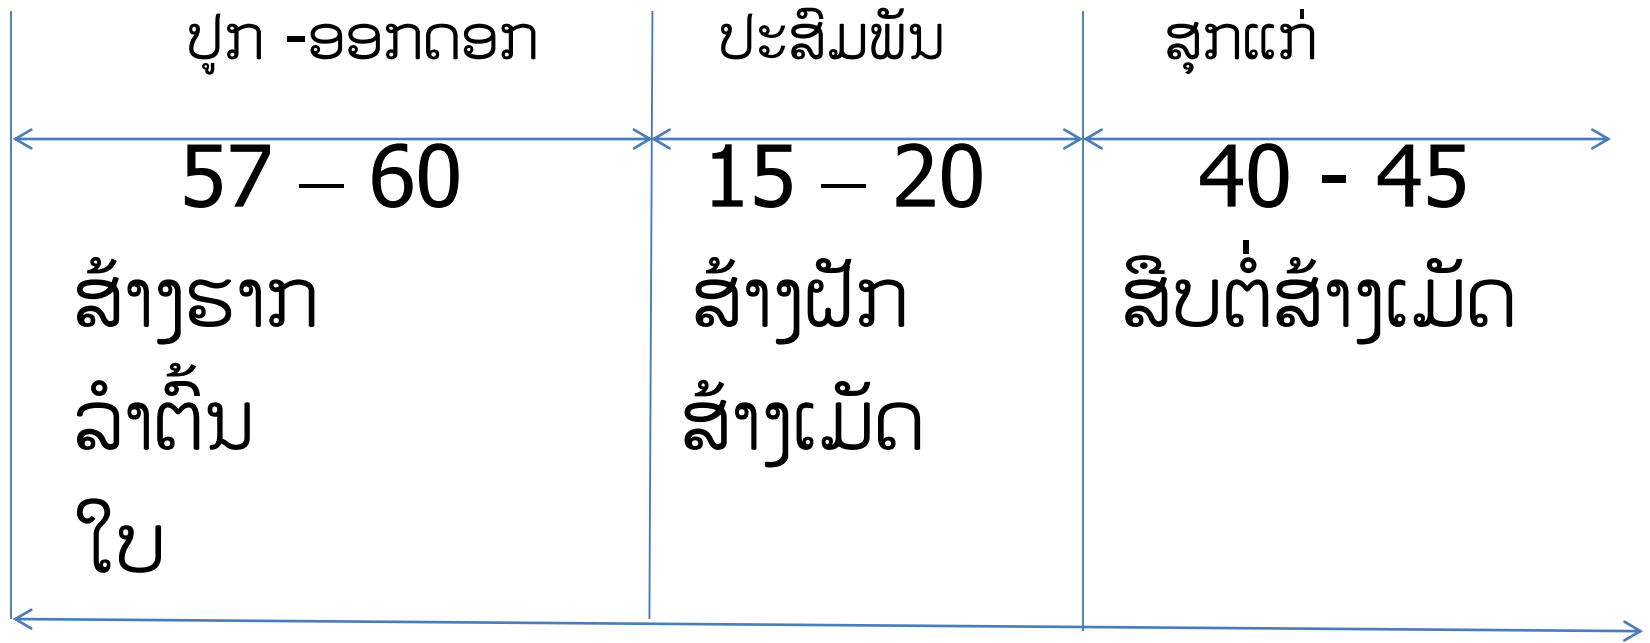 ປູກ -ອອກດອກ
ປະສົມພັນ
ສຸກແກ່
57 – 60
15 – 20
40 - 45
ສ້າງຮາກ
ລຳຕົ້ນ
ໃບ
ສ້າງຝັກ
ສ້າງເມັດ
ສືບຕໍ່ສ້າງເມັດ